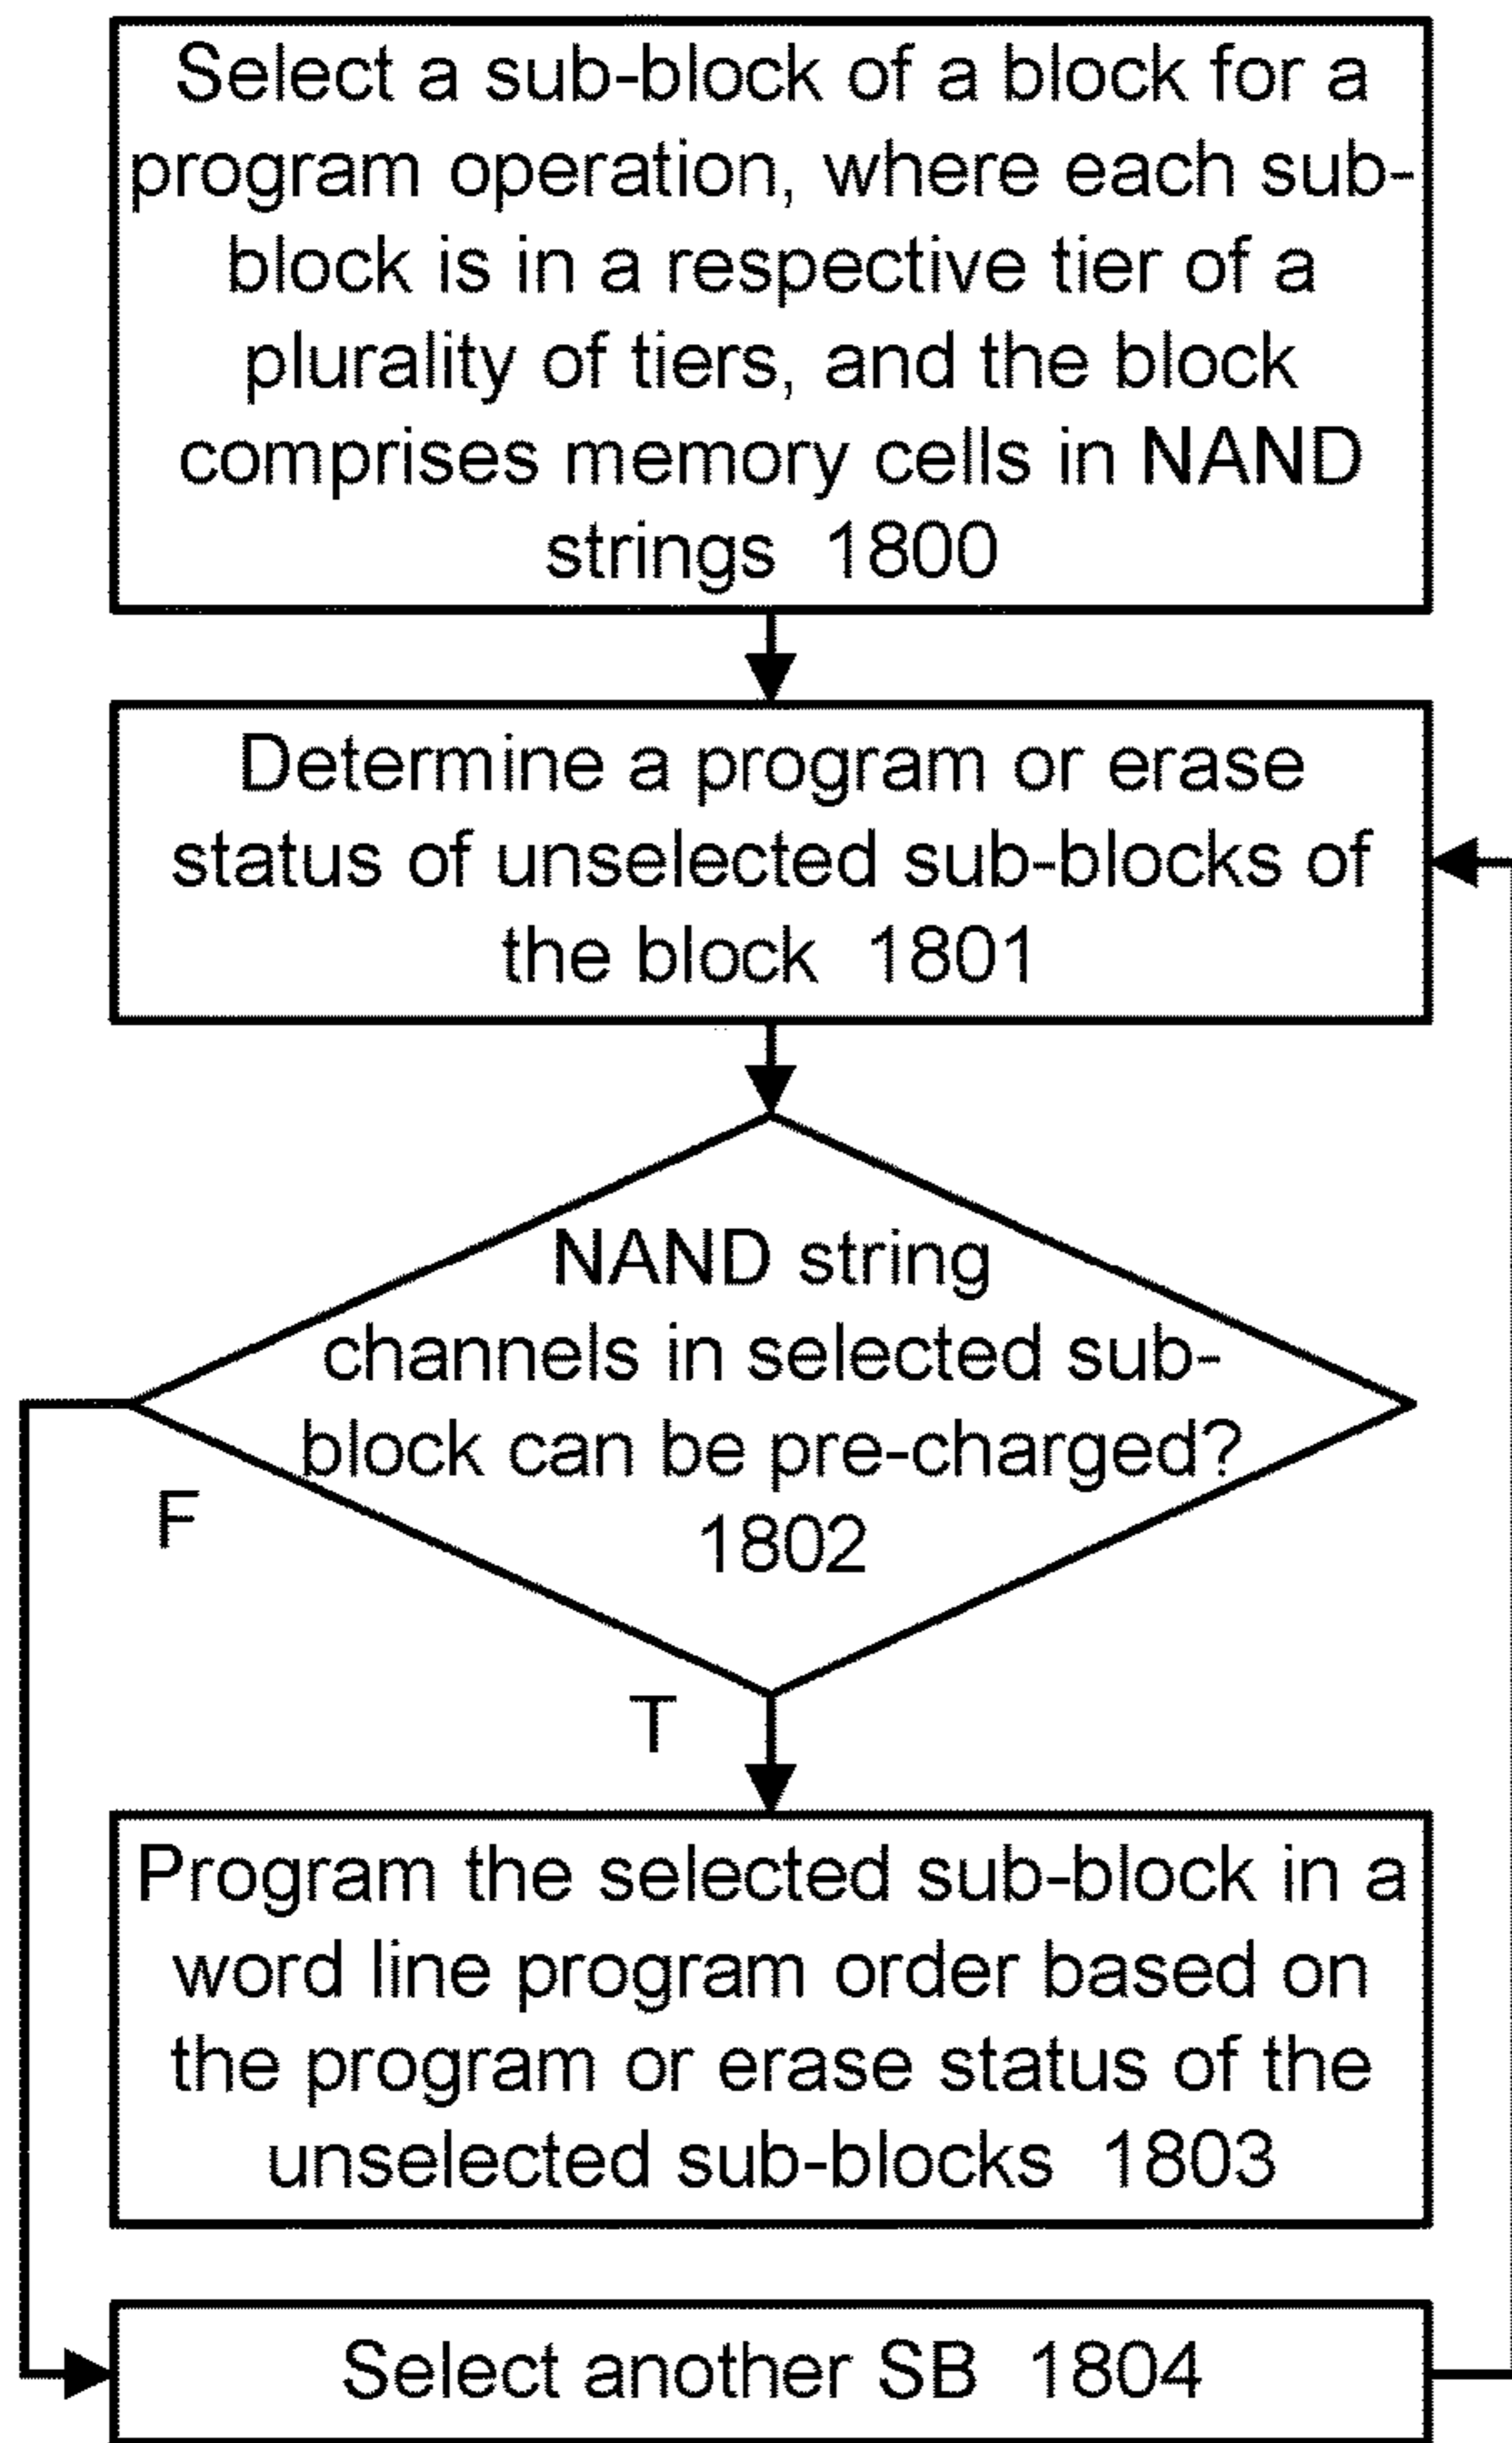 Select a sub-block of a block for a
program operation, where each sub-
block is in a respective tier of a
plurality of tiers, and the block
comprises memory cells in NAND
strings 1800
Determine a program or erase
status of unselected sub-blocks of
the block 1801
NAND string
channels in selected sub-
block can be pre-charged?
1802
F
T
Program the selected sub-block in a
word line program order based on
the program or erase status of the
unselected sub-blocks 1803
Select another SB 1804